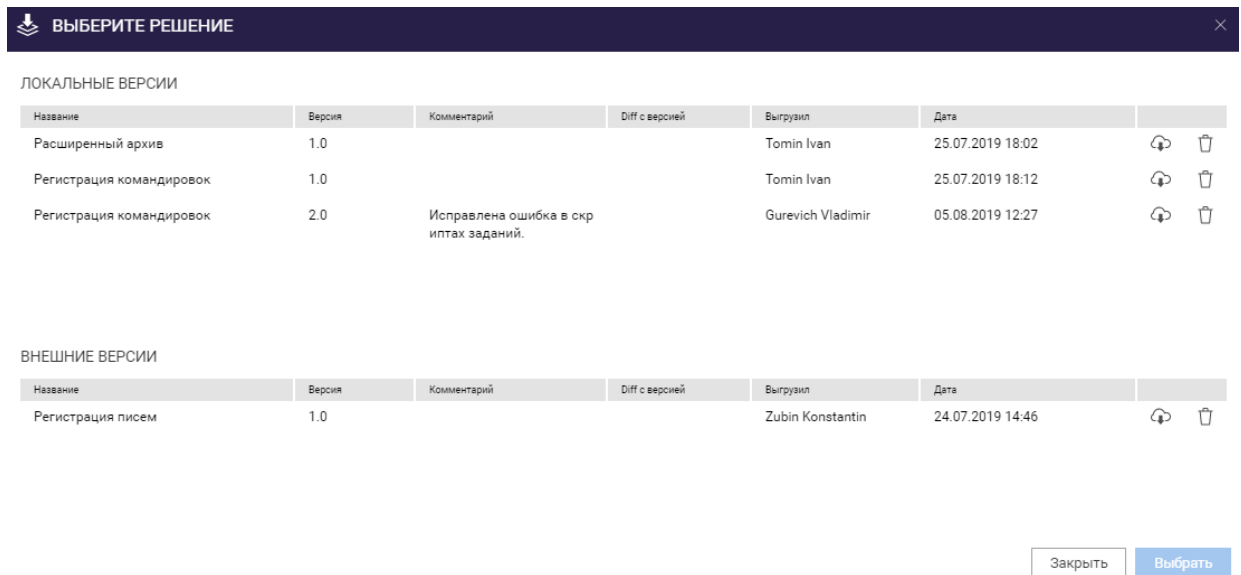 ВЫБЕРИТЕ РЕШЕНИЕ
ЛОКАЛЬНЫЕ ВЕРСИИ
Название Версия Комментарий Diff с версией Выгрузил Дата
Расширенный архив 1.0 Tomin Ivan 25.07.2019 18:02
Регистрация командировок 1.0 Tomin Ivan 25.07.2019 18:12
Регистрация командировок 2.0 Исправлена ошибка в скр Gurevich Vladimir 05.08.2019 12:27
иптах заданий.
ВНЕШНИЕ ВЕРСИИ
Название Версия Комментарий Diff с версией Выгрузил Дата
Регистрация писем 1.0 Zubin Konstantin 24.07.2019 14:46
Закрыть Выбрать